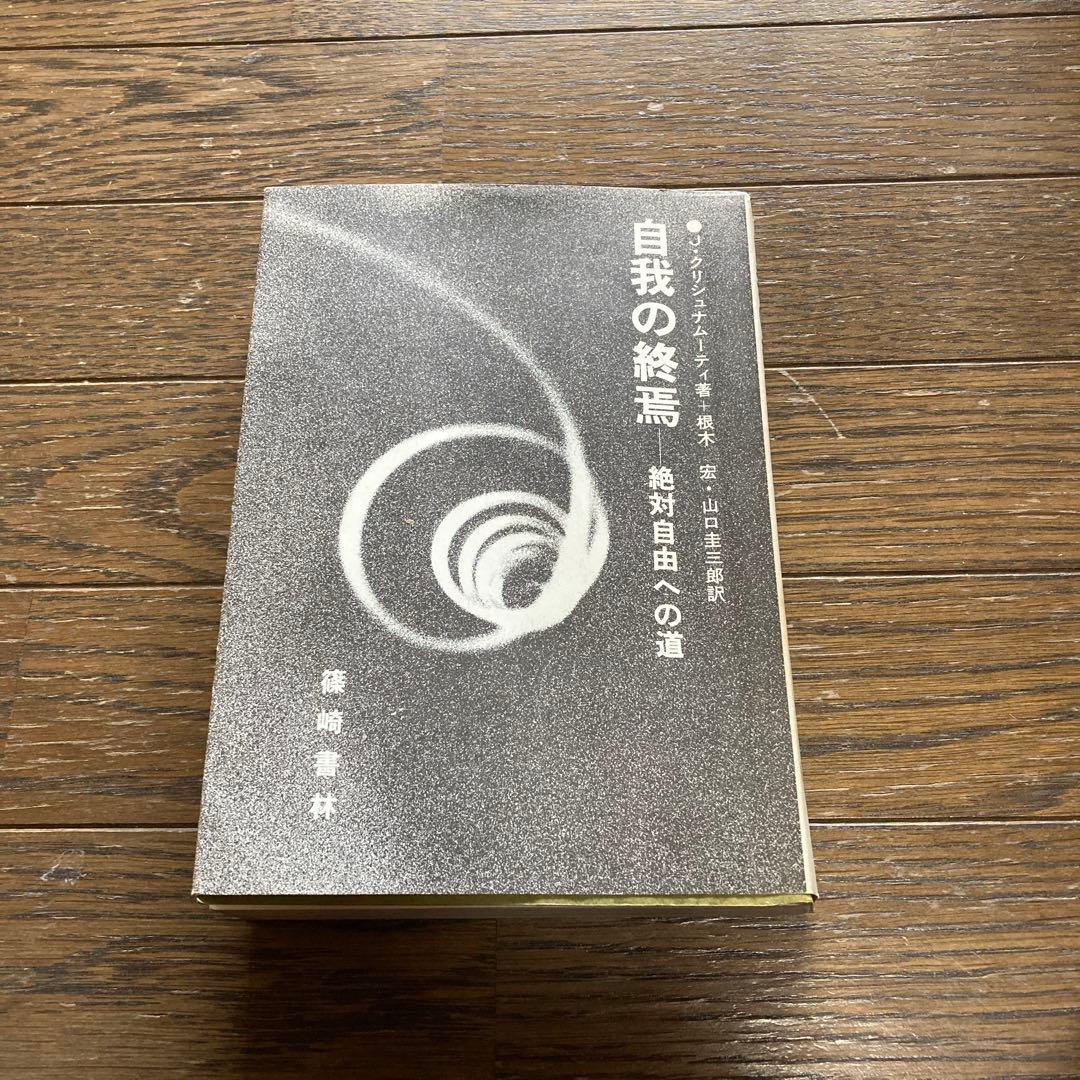 ●J・クリシュナムーティ著+根木 宏・山口圭三郎訳
自我の終焉──絶対自由への道
篠崎書林